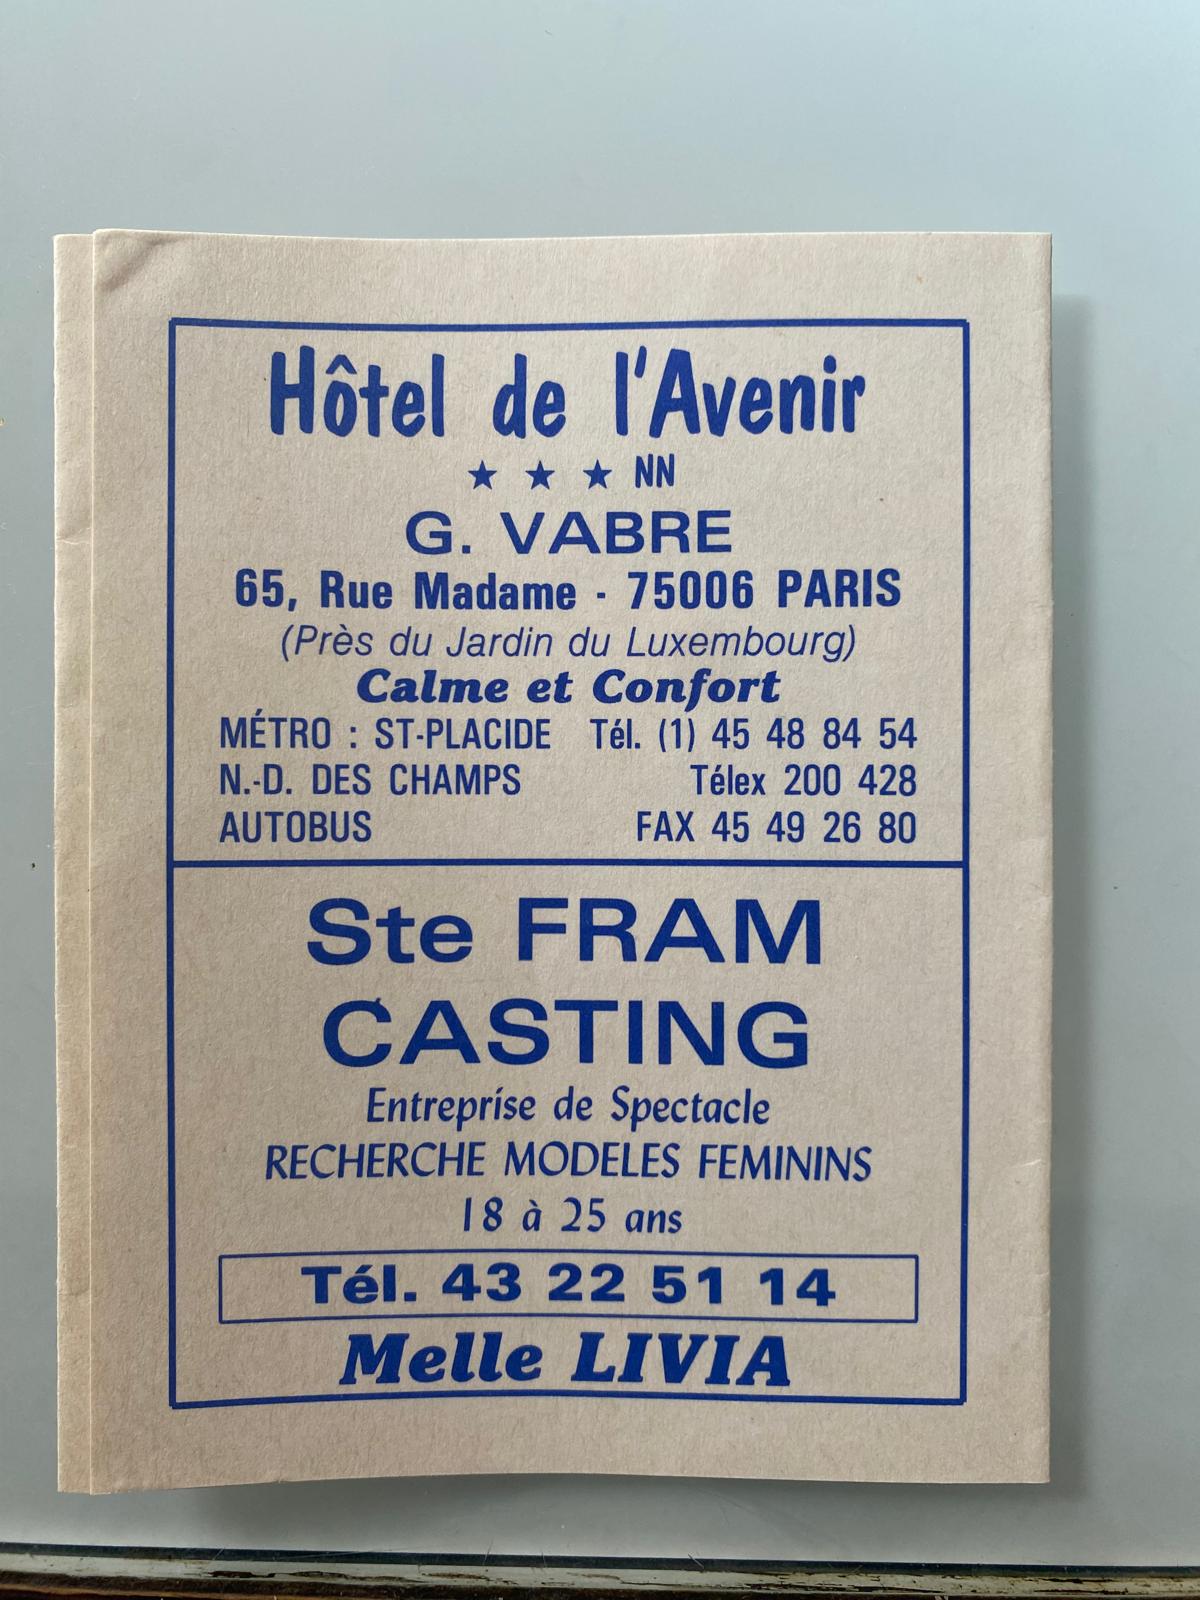 Hôtel de l'Avenir
★ ★ ★ NN
G. VABRE
65, Rue Madame - 75006 PARIS
(Près du Jardin du Luxembourg)
Calme et Confort
MÉTRO : ST-PLACIDE Tél. (1) 45 48 84 54
N.-D. DES CHAMPS Télex 200 428
AUTOBUS FAX 45 49 26 80
Ste FRAM
CASTING
Entreprise de Spectacle
RECHERCHE MODELES FEMININS
18 à 25 ans
Tél. 43 22 51 14
Melle LIVIA